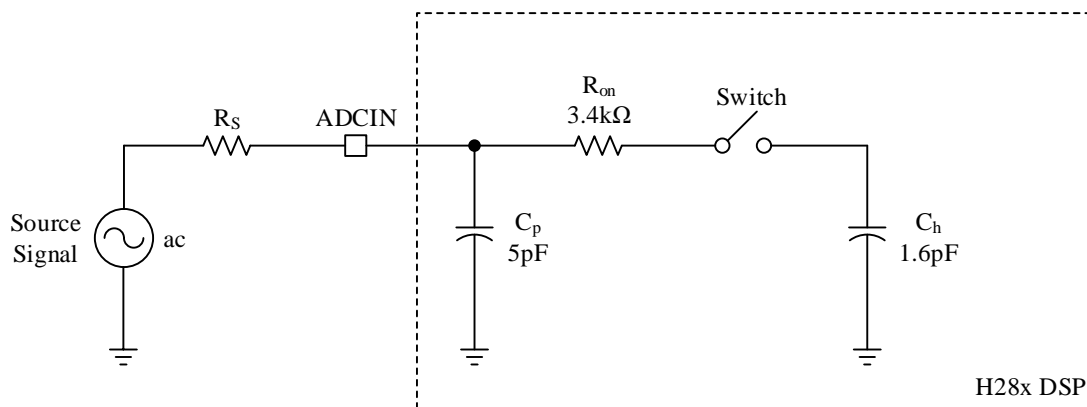 R_on
3.4kΩ
Switch
R_S
ADCIN
Source
Signal
ac
C_p
5pF
C_h
1.6pF
H28x DSP